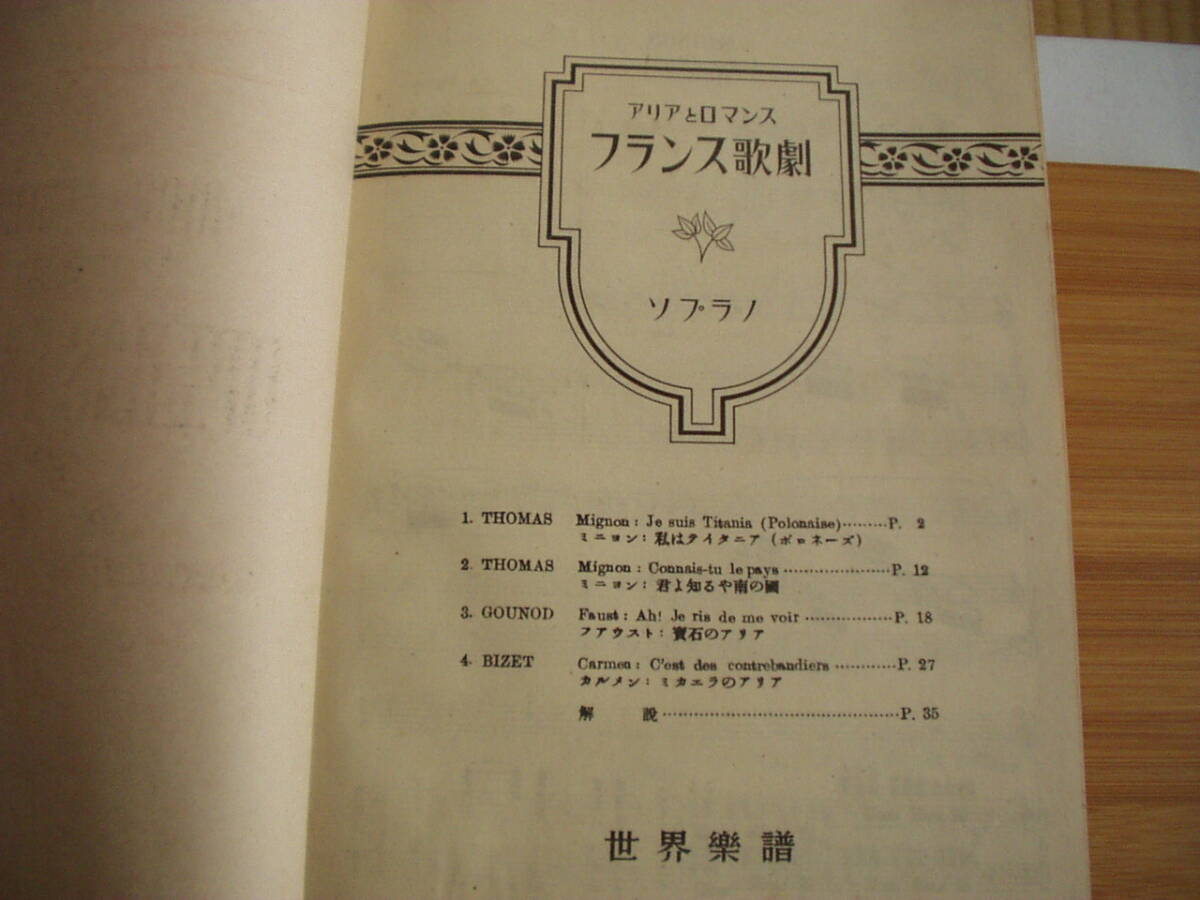 アリアとロマンス
フランス歌劇
ソプラノ
1. THOMAS Mignon: Je suis Titania (Polonaise)·········P. 2
ミニヨン: 私はテイタニア (ポロネーズ)
2. THOMAS Mignon: Connais-tu le pays ····················P. 12
ミニヨン: 君よ知るや南の國
3. GOUNOD Faust: Ah! Je ris de me voir ·················P. 18
フアウスト: 寶石のアリア
4. BIZET Carmen: C'est des contrebandiers ············P. 27
カルメン: ミカエラのアリア
解 說············································P. 35
世界樂譜